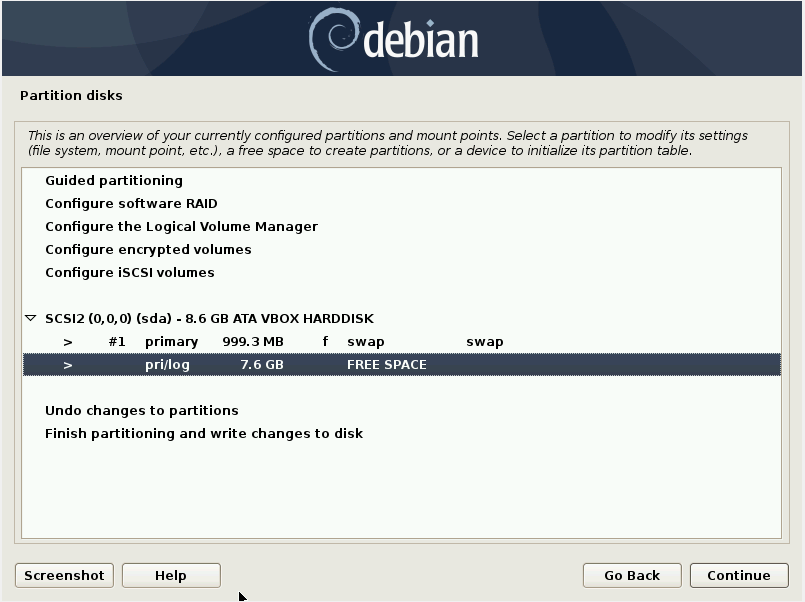 debian
Partition disks
This is an overview of your currently configured partitions and mount points. Select a partition to modify its settings
(file system, mount point, etc.), a free space to create partitions, or a device to initialize its partition table.
Guided partitioning
Configure software RAID
Configure the Logical Volume Manager
Configure encrypted volumes
Configure iSCSI volumes
SCSI2 (0,0,0) (sda) - 8.6 GB ATA VBOX HARDDISK
> #1 primary 999.3 MB f swap swap
> pri/log 7.6 GB FREE SPACE
Undo changes to partitions
Finish partitioning and write changes to disk
Screenshot Help Go Back Continue